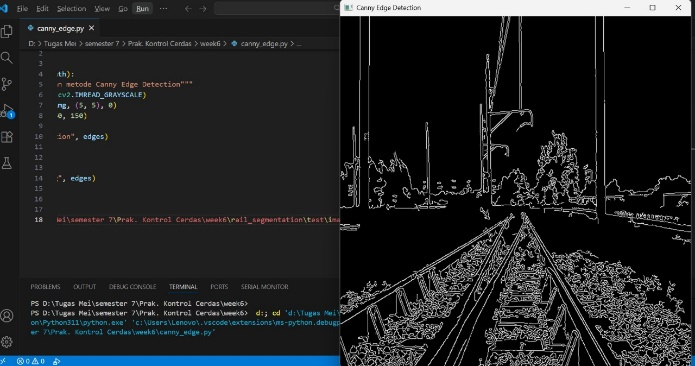 File Edit Selection View Go Run ...
Canny Edge Detection
canny_edge.py
D: > Tugas Mei > semester 7 > Prak. Kontrol Cerdas > week6 > canny_edge.py > ...
2
3
4 th):
5 n metode Canny Edge Detection"""
6 cv2.IMREAD_GRAYSCALE)
7 mg, (5, 5), 0)
8 0, 150)
9
10 ion", edges)
11
12
13
14 ", edges)
15
16
17
18 Mei\semester 7\Prak. Kontrol Cerdas\week6\rail_segmentation\test\ima
PROBLEMS OUTPUT DEBUG CONSOLE TERMINAL PORTS SERIAL MONITOR
PS D:\Tugas Mei\semester 7\Prak. Kontrol Cerdas\week6>
PS D:\Tugas Mei\semester 7\Prak. Kontrol Cerdas\week6> d:; cd 'd:\Tugas Mei\
on\Python311\python.exe' 'c:\Users\Lenovo\.vscode\extensions\ms-python.debugp
er 7\Prak. Kontrol Cerdas\week6\canny_edge.py'
0 0